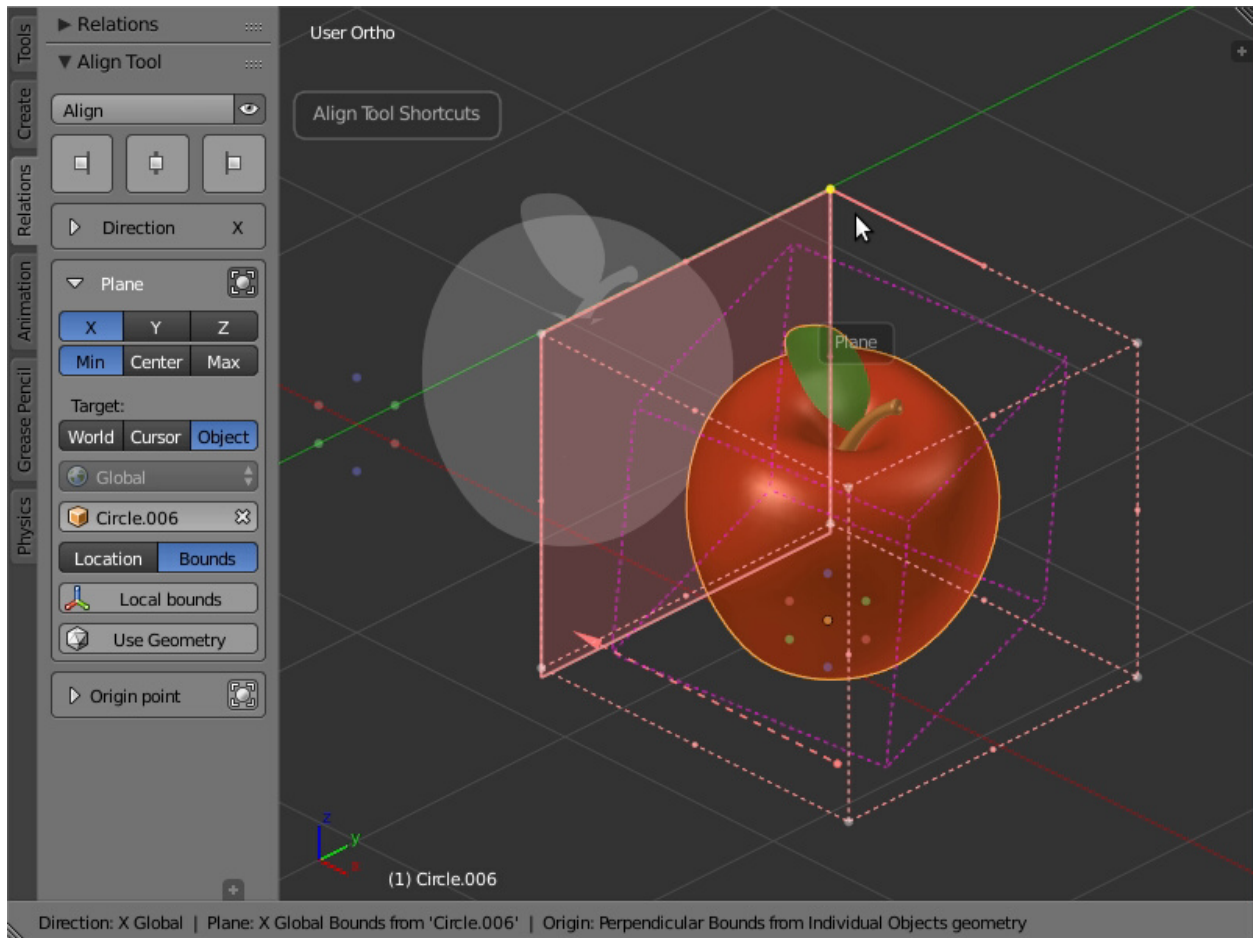 Tools
Create
Relations
Animation
Grease Pencil
Physics
Relations
Align Tool
Align
Direction X
Plane
X Y Z
Min Center Max
Target:
World Cursor Object
Global
Circle.006
Location Bounds
Local bounds
Use Geometry
Origin point
User Ortho
Align Tool Shortcuts
Plane
z
y
x
(1) Circle.006
Direction: X Global | Plane: X Global Bounds from 'Circle.006' | Origin: Perpendicular Bounds from Individual Objects geometry